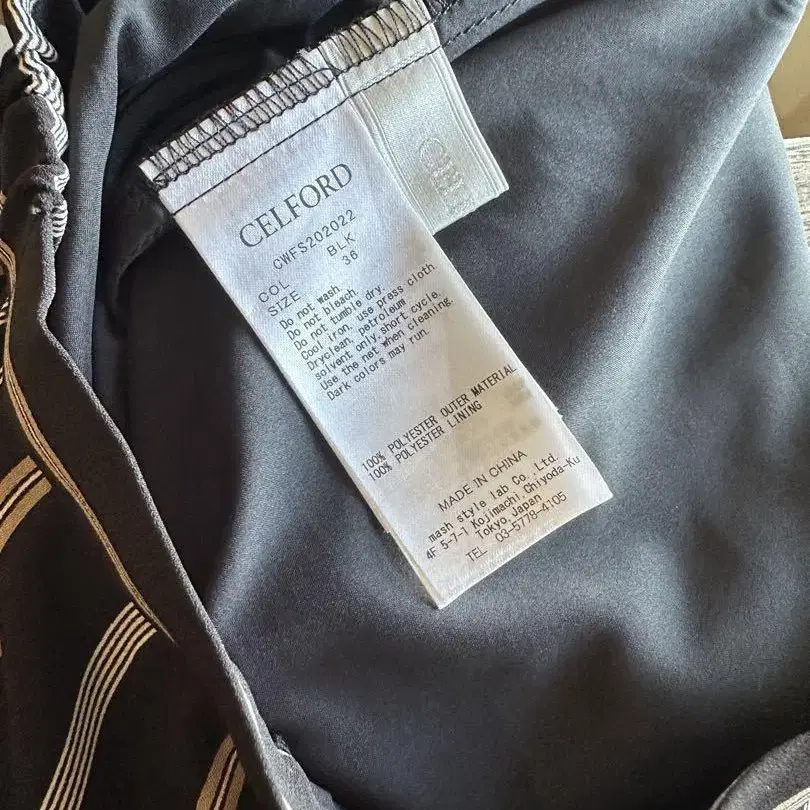 CELFORD
CWFS202022
COL BLK
SIZE 36
Do not wash.
Do not bleach.
Do not tumble dry.
Cool iron, use press cloth.
Dryclean, petroleum
solvent only,short cycle.
Use the net when cleaning.
Dark colors may run.
100% POLYESTER OUTER MATERIAL
100% POLYESTER LINING
MADE IN CHINA
mash style lab Co.,Ltd.
4F 5-7-1 Kojimachi,Chiyoda-Ku
Tokyo,Japan
TEL 03-5778-4105